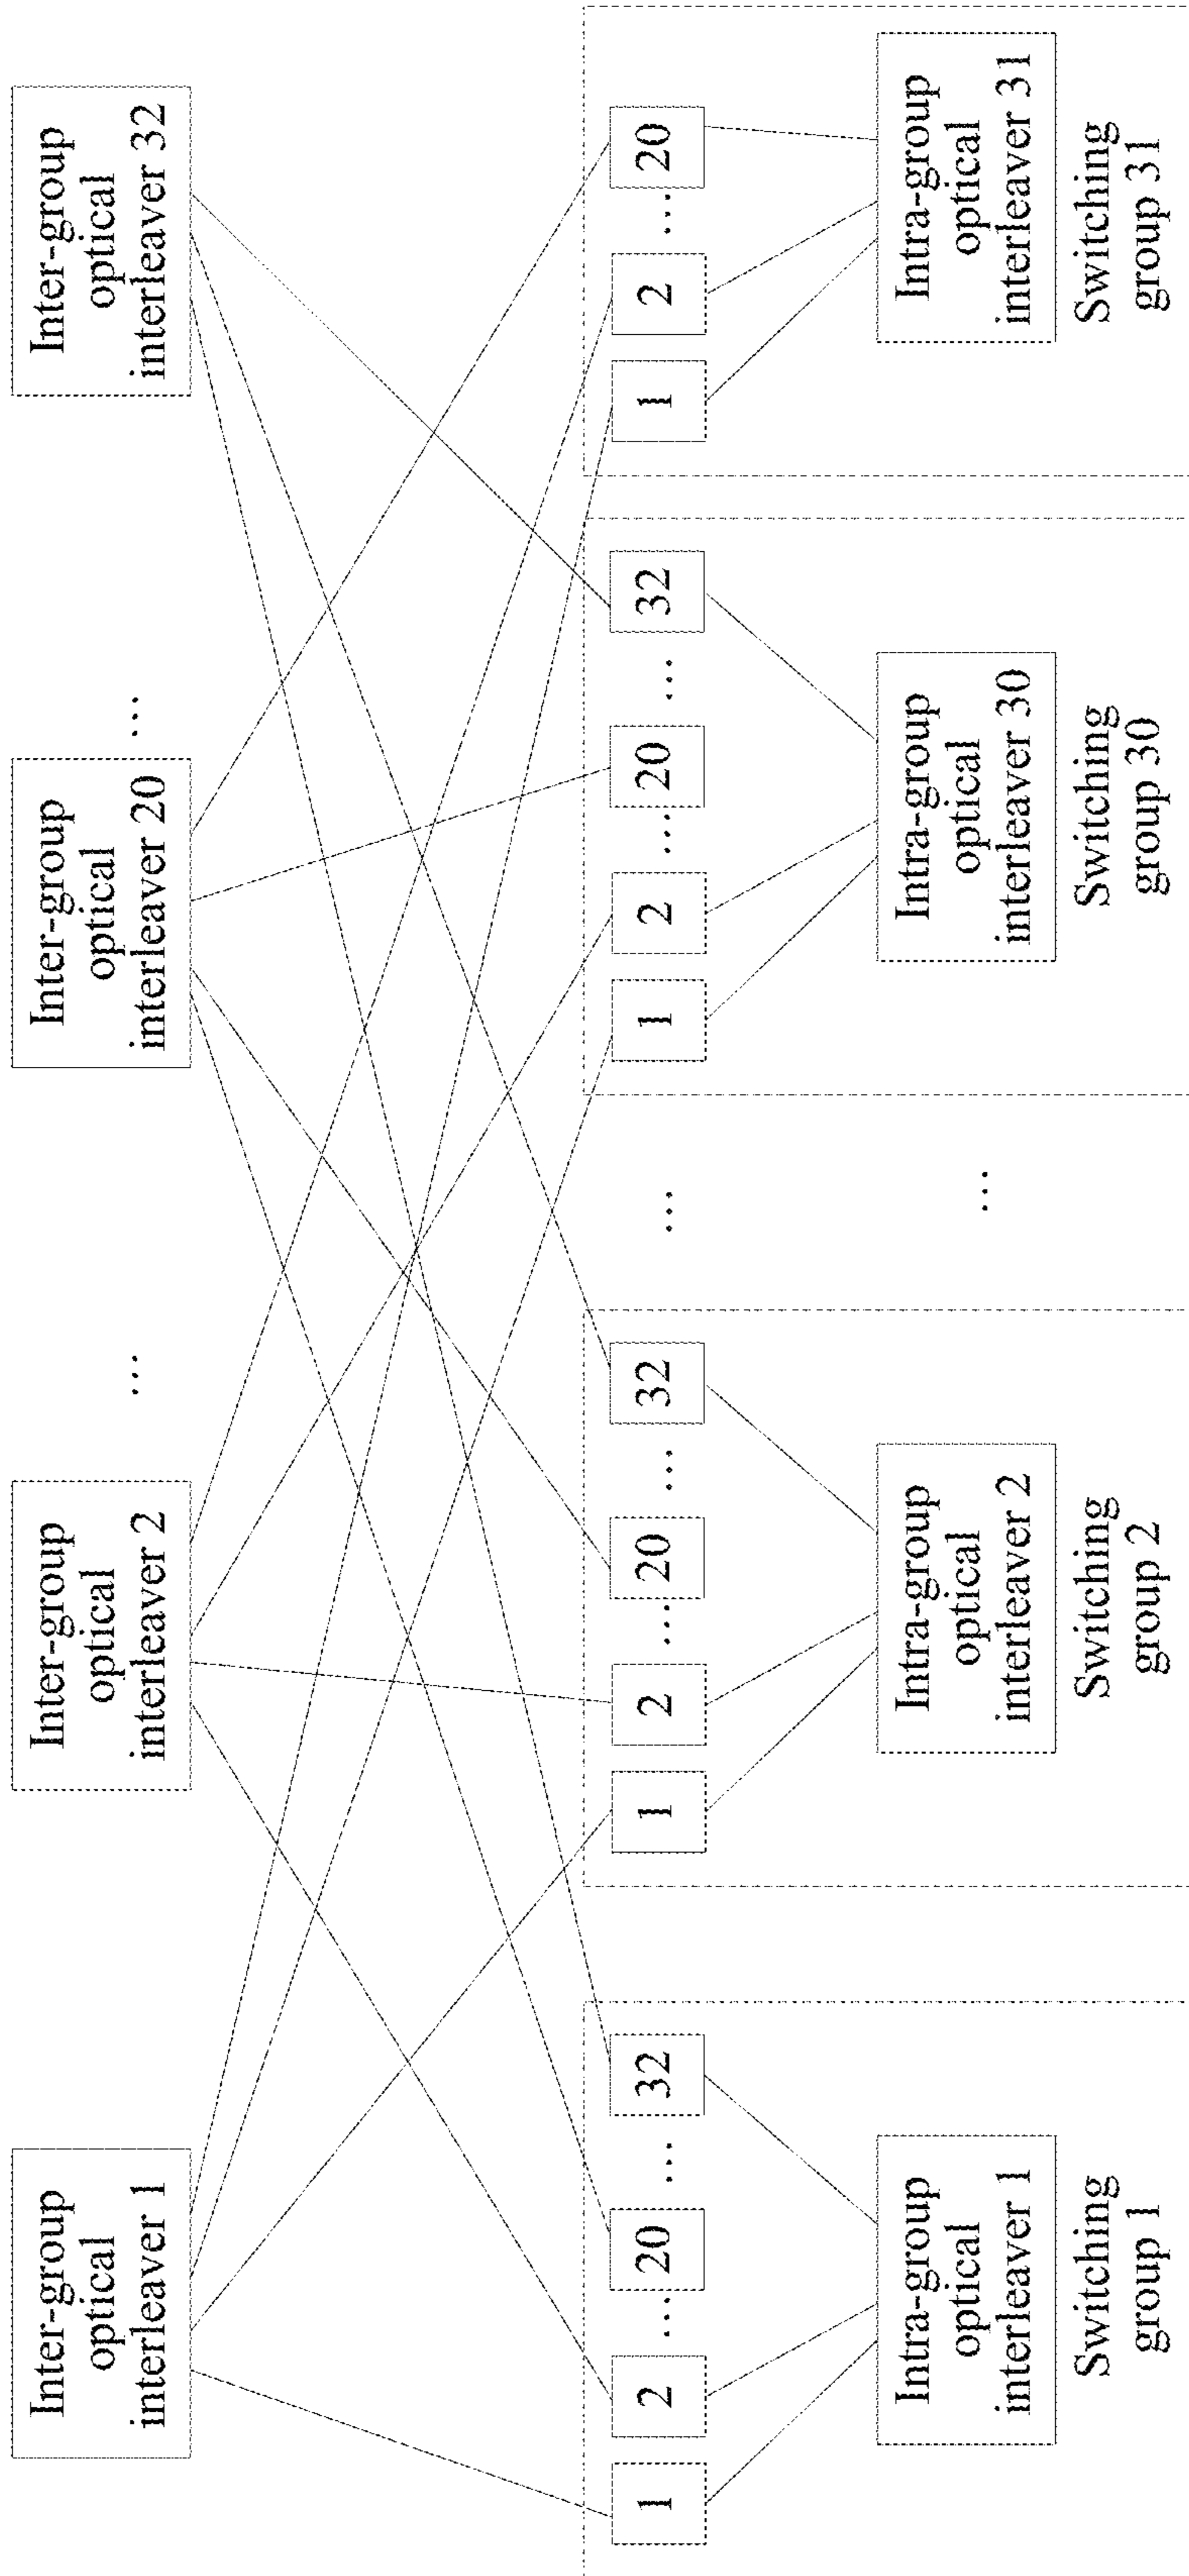 Inter-group
optical
interleaver 1
Inter-group
optical
interleaver 2
...
Inter-group
optical
interleaver 20
...
Inter-group
optical
interleaver 32
1
2
...
20
...
32
Intra-group
optical
interleaver 1
Switching
group 1
1
2
...
20
...
32
Intra-group
optical
interleaver 2
Switching
group 2
...
...
1
2
...
20
...
32
Intra-group
optical
interleaver 30
Switching
group 30
1
2
...
20
Intra-group
optical
interleaver 31
Switching
group 31